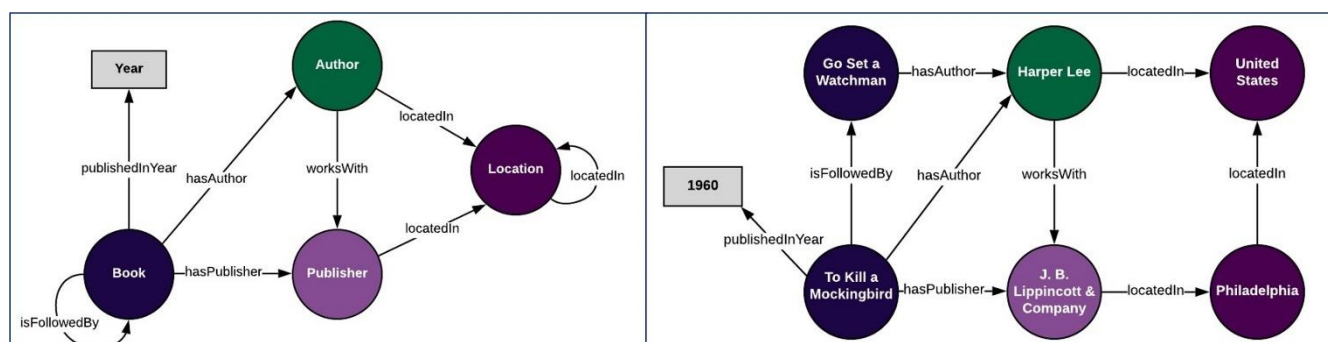 Year
Author
locatedIn
publishedInYear
hasAuthor
worksWith
Location
locatedIn
locatedIn
Book
hasPublisher
Publisher
isFollowedBy
Go Set a
Watchman
hasAuthor
Harper Lee
locatedIn
United
States
1960
isFollowedBy
hasAuthor
worksWith
locatedIn
publishedInYear
To Kill a
Mockingbird
hasPublisher
J. B.
Lippincott &
Company
locatedIn
Philadelphia